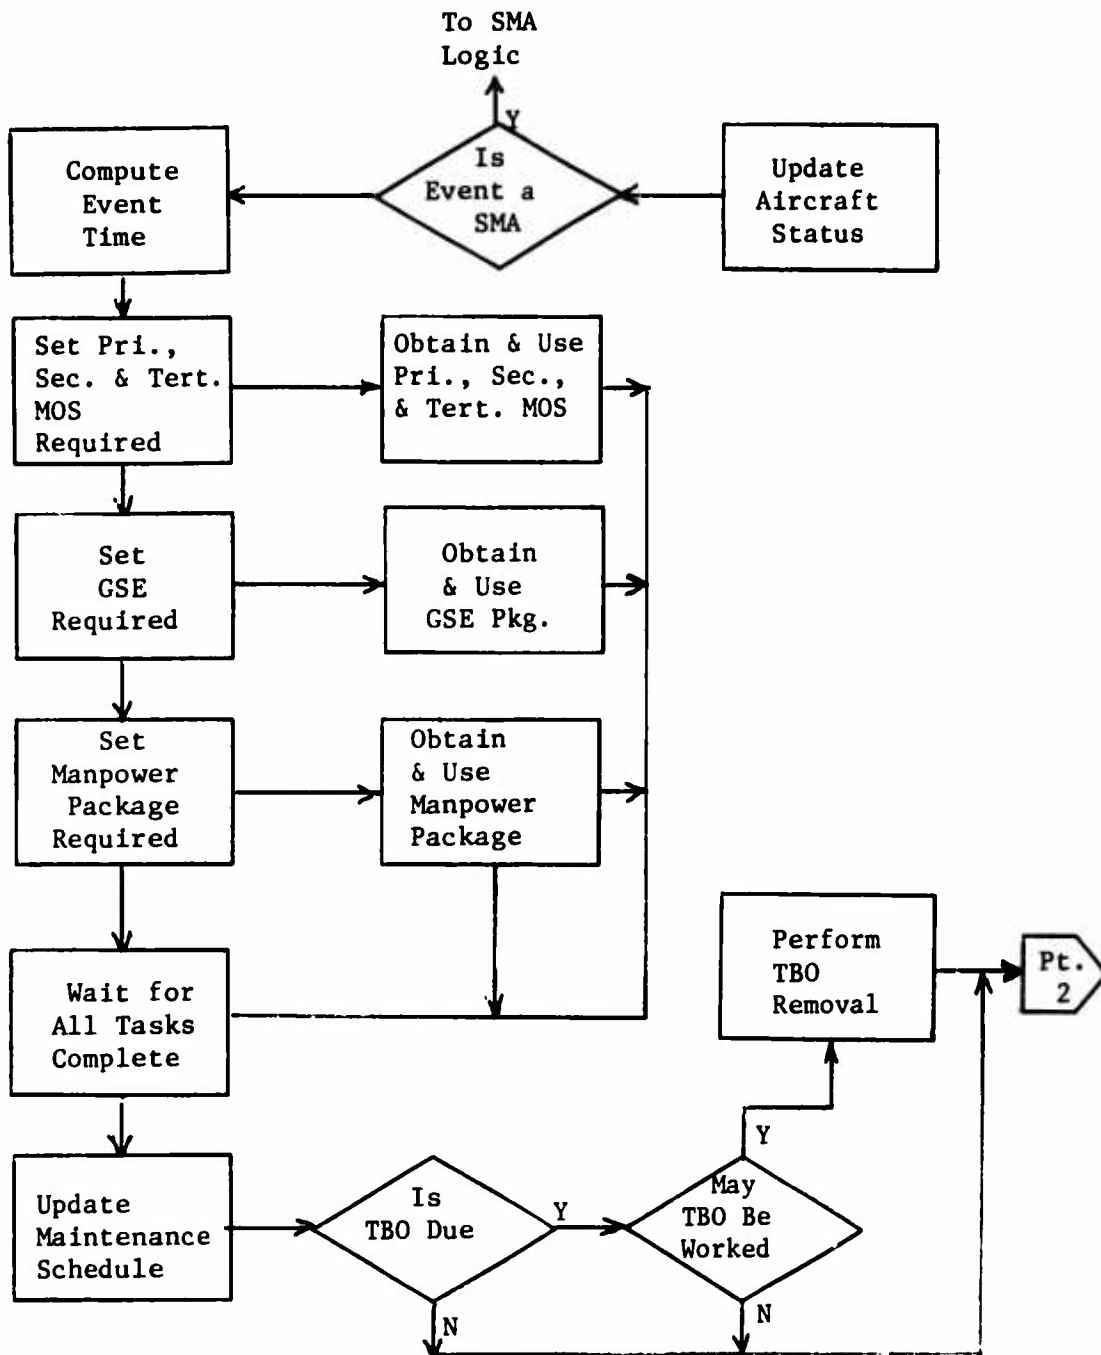 To SMA
Logic
Y
Compute
Event
Time
Is
Event a
SMA
Update
Aircraft
Status
Set Pri.,
Sec. & Tert.
MOS
Required
Obtain & Use
Pri., Sec.,
& Tert. MOS
Set
GSE
Required
Obtain
& Use
GSE Pkg.
Set
Manpower
Package
Required
Obtain
& Use
Manpower
Package
Wait for
All Tasks
Complete
Perform
TBO
Removal
Pt.
2
Update
Maintenance
Schedule
Is
TBO Due
Y
N
May
TBO Be
Worked
Y
N